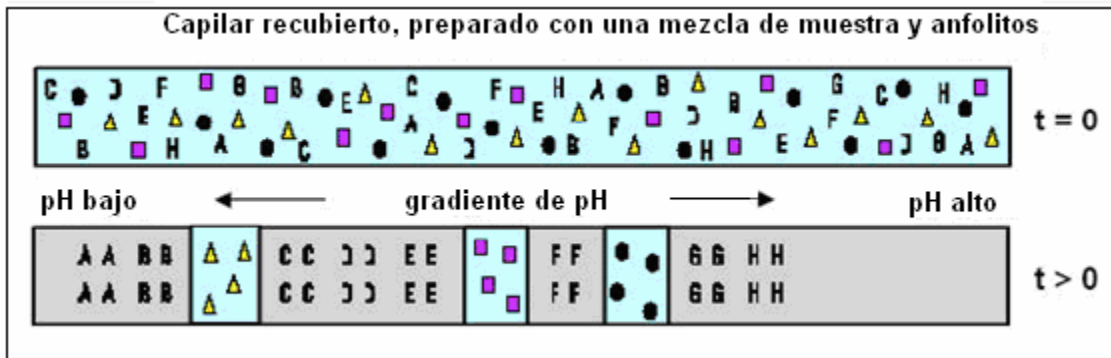 Capilar recubierto, preparado con una mezcla de muestra y anfolitos
C F B B C F H A B G C H
E E A E F B F
B H A C B H E B A
t = 0
pH bajo gradiente de pH pH alto
A A B B C C E E F F G G H H
A A B B C C E E F F G G H H
t > 0